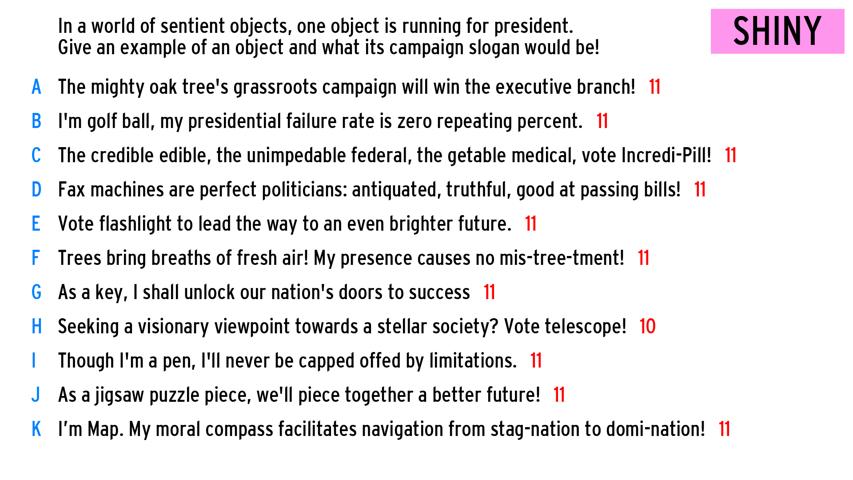 In a world of sentient objects, one object is running for president.
Give an example of an object and what its campaign slogan would be!
SHINY
A The mighty oak tree's grassroots campaign will win the executive branch! 11
B I'm golf ball, my presidential failure rate is zero repeating percent. 11
C The credible edible, the unimpedable federal, the getable medical, vote Incredi-Pill! 11
D Fax machines are perfect politicians: antiquated, truthful, good at passing bills! 11
E Vote flashlight to lead the way to an even brighter future. 11
F Trees bring breaths of fresh air! My presence causes no mis-tree-tment! 11
G As a key, I shall unlock our nation's doors to success 11
H Seeking a visionary viewpoint towards a stellar society? Vote telescope! 10
I Though I'm a pen, I'll never be capped offed by limitations. 11
J As a jigsaw puzzle piece, we'll piece together a better future! 11
K I’m Map. My moral compass facilitates navigation from stag-nation to domi-nation! 11